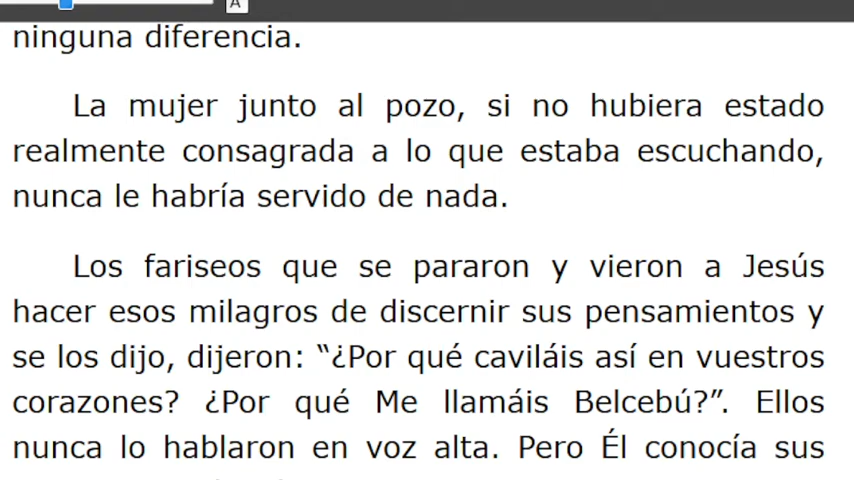 A
ninguna diferencia.
La mujer junto al pozo, si no hubiera estado
realmente consagrada a lo que estaba escuchando,
nunca le habría servido de nada.
Los fariseos que se pararon y vieron a Jesús
hacer esos milagros de discernir sus pensamientos y
se los dijo, dijeron: “¿Por qué caviláis así en vuestros
corazones? ¿Por qué Me llamáis Belcebú?”. Ellos
nunca lo hablaron en voz alta. Pero Él conocía sus